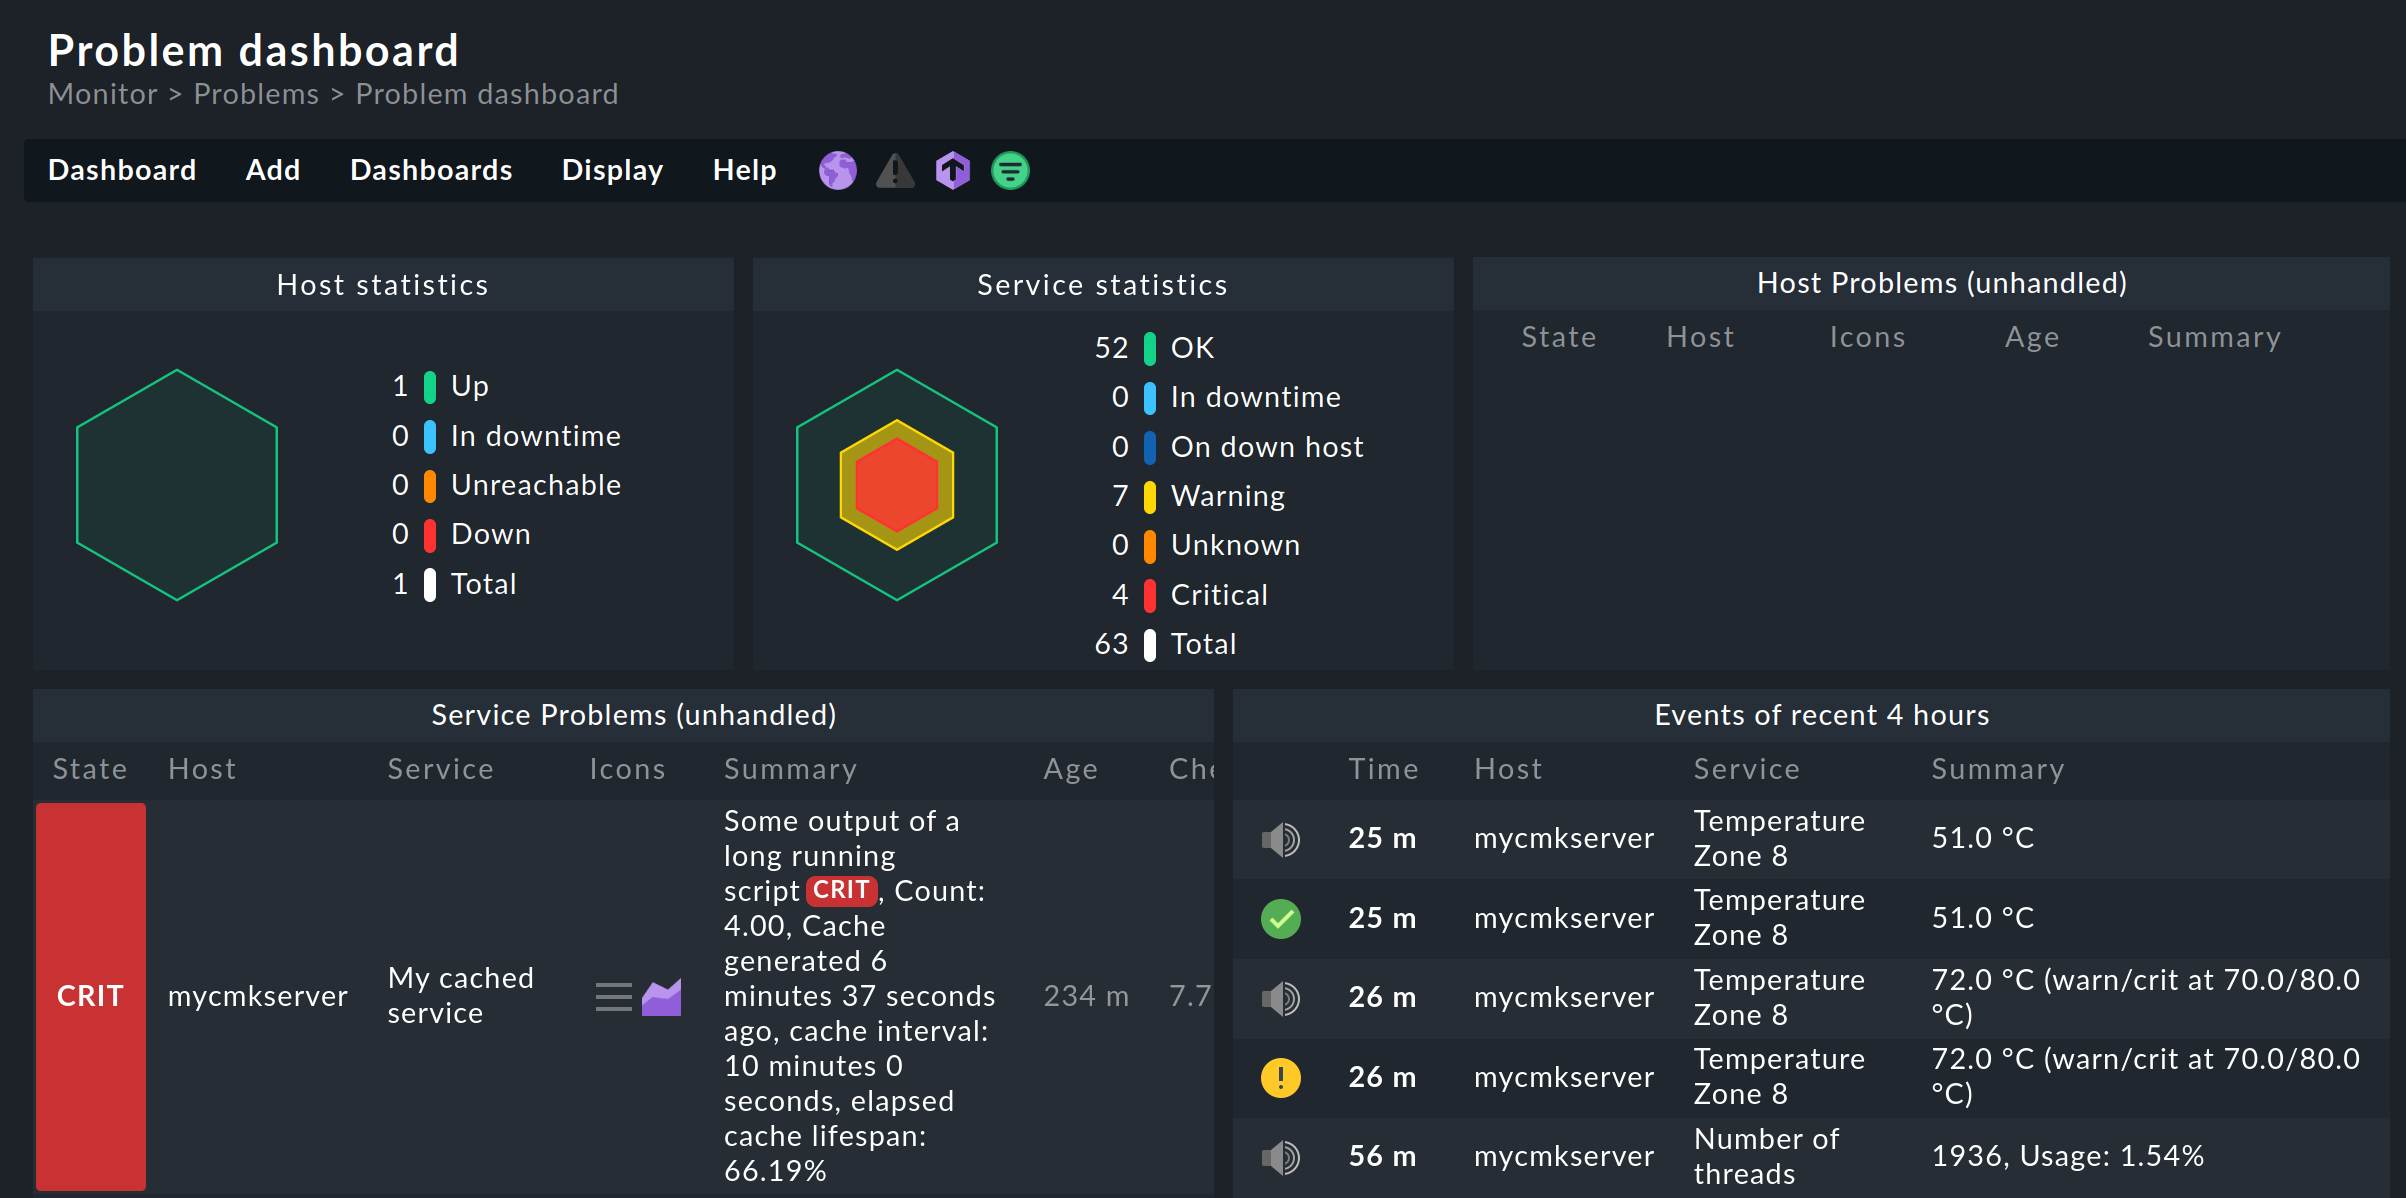 Problem dashboard
Monitor > Problems > Problem dashboard
Dashboard Add Dashboards Display Help
Host statistics
1 Up
0 In downtime
0 Unreachable
0 Down
1 Total
Service statistics
52 OK
0 In downtime
0 On down host
7 Warning
0 Unknown
4 Critical
63 Total
Host Problems (unhandled)
State Host Icons Age Summary
Service Problems (unhandled)
State Host Service Icons Summary Age Che
CRIT
mycmkserver
My cached
service
Some output of a
long running
script CRIT, Count:
4.00, Cache
generated 6
minutes 37 seconds
ago, cache interval:
10 minutes 0
seconds, elapsed
cache lifespan:
66.19%
234 m
7.7
Events of recent 4 hours
Time Host Service Summary
25 m mycmkserver
Temperature
Zone 8
51.0 °C
25 m mycmkserver
Temperature
Zone 8
51.0 °C
26 m mycmkserver
Temperature
Zone 8
72.0 °C (warn/crit at 70.0/80.0
°C)
26 m mycmkserver
Temperature
Zone 8
72.0 °C (warn/crit at 70.0/80.0
°C)
56 m mycmkserver
Number of
threads
1936, Usage: 1.54%